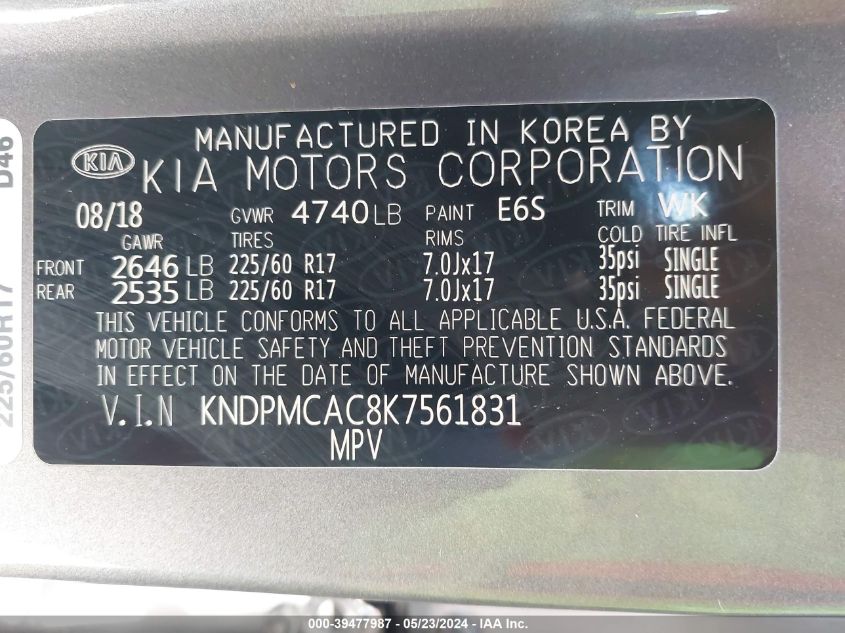 MANUFACTURED IN KOREA BY
KIA KIA MOTORS CORPORATION
08/18 GVWR 4740 LB PAINT E6S TRIM WK
GAWR TIRES RIMS COLD TIRE INFL
FRONT 2646 LB 225/60 R17 7.0Jx17 35psi SINGLE
REAR 2535 LB 225/60 R17 7.0Jx17 35psi SINGLE
THIS VEHICLE CONFORMS TO ALL APPLICABLE U.S.A. FEDERAL
MOTOR VEHICLE SAFETY AND THEFT PREVENTION STANDARDS
IN EFFECT ON THE DATE OF MANUFACTURE SHOWN ABOVE.
V.I.N KNDPMCAC8K7561831
MPV
225/60R17 D46
000-39477987 - 05/23/2024 - IAA Inc.